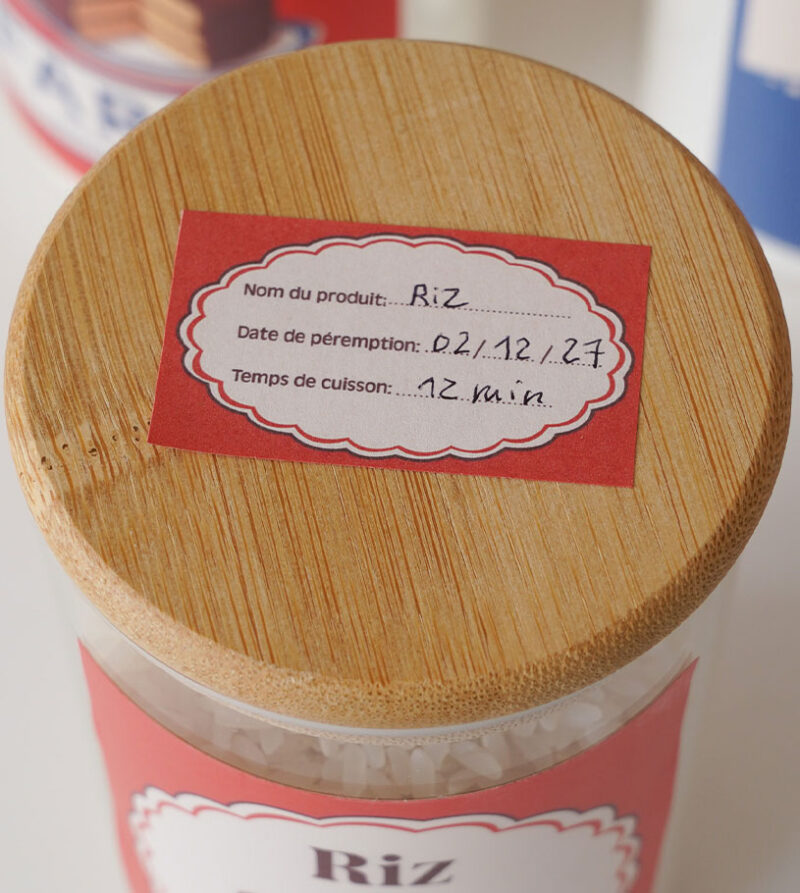 Nom du produit: RiZ
Date de péremption: 02/12/27
Temps de cuisson: 12 min
Riz